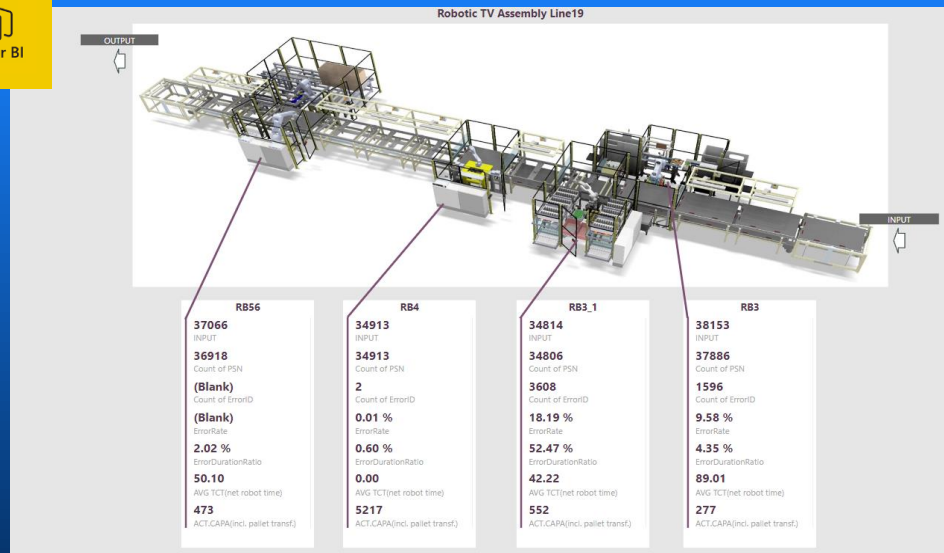 Robotic TV Assembly Line19
OUTPUT
r BI
INPUT
RB56
37066
INPUT
36918
Count of PSN
(Blank)
Count of ErrorID
(Blank)
ErrorRate
2.02 %
ErrorDurationRatio
50.10
AVG TCT(net robot time)
473
ACT.CAPA(incl. pallet transf.)
RB4
34913
INPUT
34913
Count of PSN
2
Count of ErrorID
0.01 %
ErrorRate
0.60 %
ErrorDurationRatio
0.00
AVG TCT(net robot time)
5217
ACT.CAPA(incl. pallet transf.)
RB3_1
34814
INPUT
34806
Count of PSN
3608
Count of ErrorID
18.19 %
ErrorRate
52.47 %
ErrorDurationRatio
42.22
AVG TCT(net robot time)
552
ACT.CAPA(incl. pallet transf.)
RB3
38153
INPUT
37886
Count of PSN
1596
Count of ErrorID
9.58 %
ErrorRate
4.35 %
ErrorDurationRatio
89.01
AVG TCT(net robot time)
277
ACT.CAPA(incl. pallet transf.)